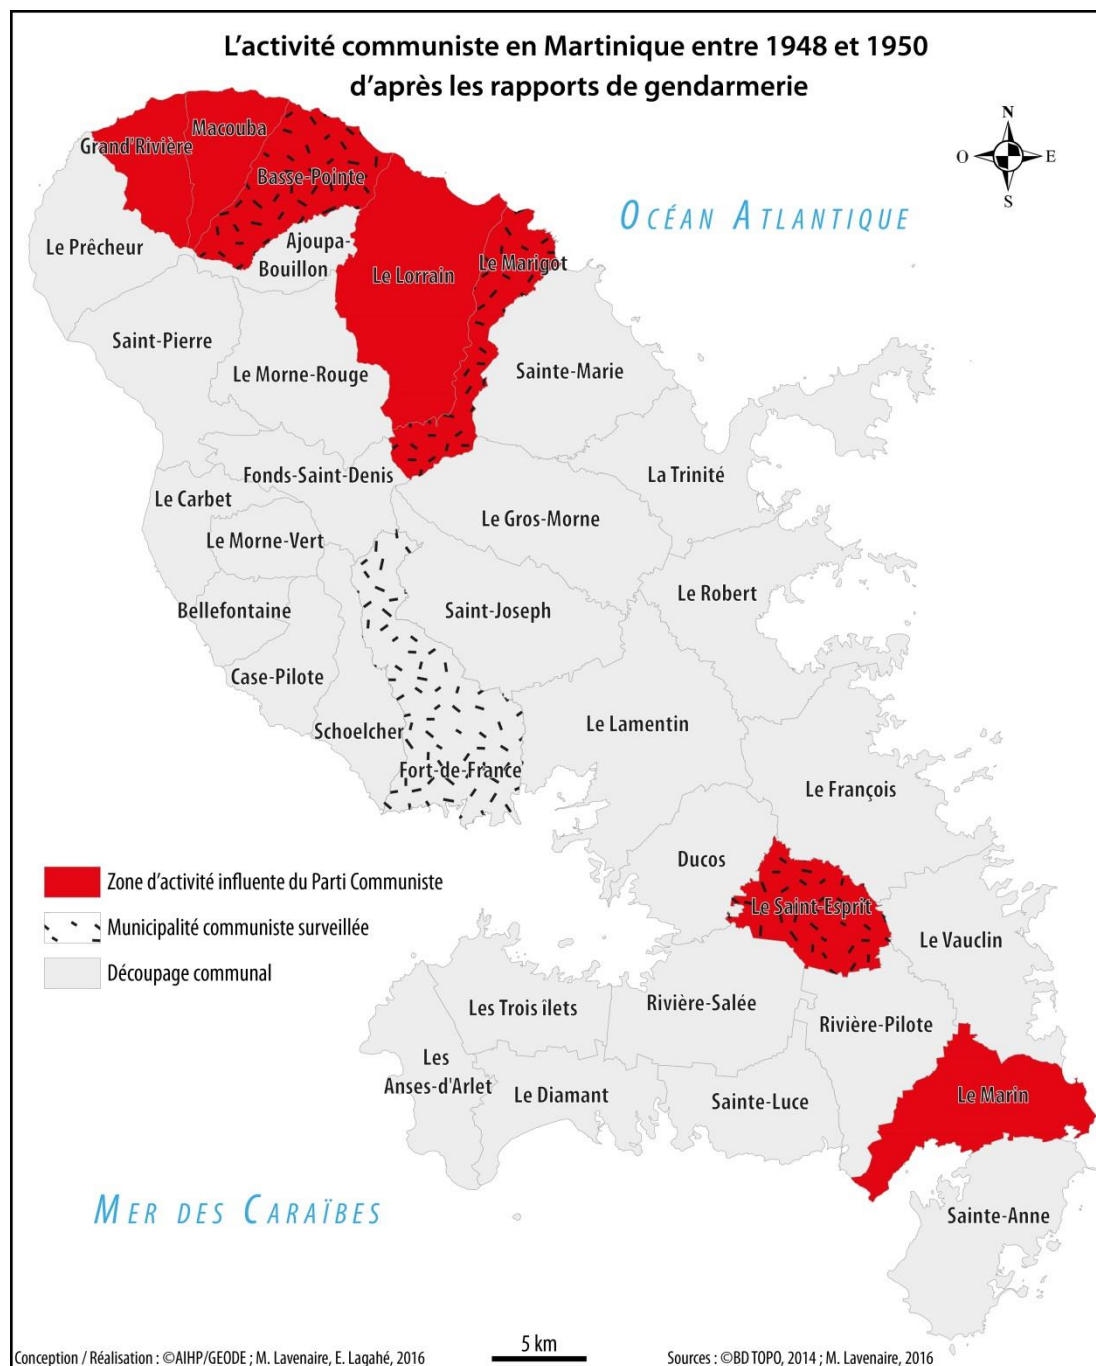 L'activité communiste en Martinique entre 1948 et 1950
d'après les rapports de gendarmerie
N
O
E
S
OCÉAN ATLANTIQUE
Grand'Rivière
Macouba
Basse-Pointe
Le Prêcheur
Ajoupa-
Bouillon
Le Lorrain
Le Marigot
Saint-Pierre
Le Morne-Rouge
Sainte-Marie
Fonds-Saint-Denis
La Trinité
Le Carbet
Le Gros-Morne
Le Morne-Vert
Le Robert
Bellefontaine
Saint-Joseph
Case-Pilote
Schoelcher
Le Lamentin
Fort-de-France
Le François
Ducos
Le Saint-Esprit
Le Vauclin
Zone d'activité influente du Parti Communiste
Municipalité communiste surveillée
Découpage communal
Les Trois îlets
Rivière-Salée
Rivière-Pilote
Les
Anses-d'Arlet
Le Diamant
Sainte-Luce
Le Marin
Sainte-Anne
MER DES CARAÏBES
5 km
Conception / Réalisation : ©AIHP/GEODE ; M. Lavenaire, E. Lagahé, 2016
Sources : ©BD TOPO, 2014 ; M. Lavenaire, 2016